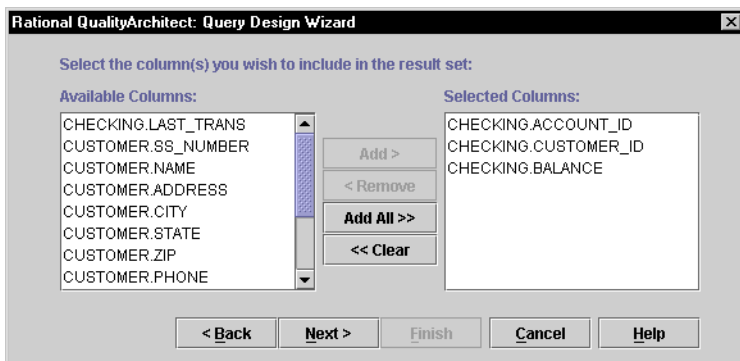 Rational QualityArchitect: Query Design Wizard
Select the column(s) you wish to include in the result set:
Available Columns:
CHECKING.LAST_TRANS
CUSTOMER.SS_NUMBER
CUSTOMER.NAME
CUSTOMER.ADDRESS
CUSTOMER.CITY
CUSTOMER.STATE
CUSTOMER.ZIP
CUSTOMER.PHONE
Add >
< Remove
Add All >>
<< Clear
Selected Columns:
CHECKING.ACCOUNT_ID
CHECKING.CUSTOMER_ID
CHECKING.BALANCE
< Back
Next >
Finish
Cancel
Help